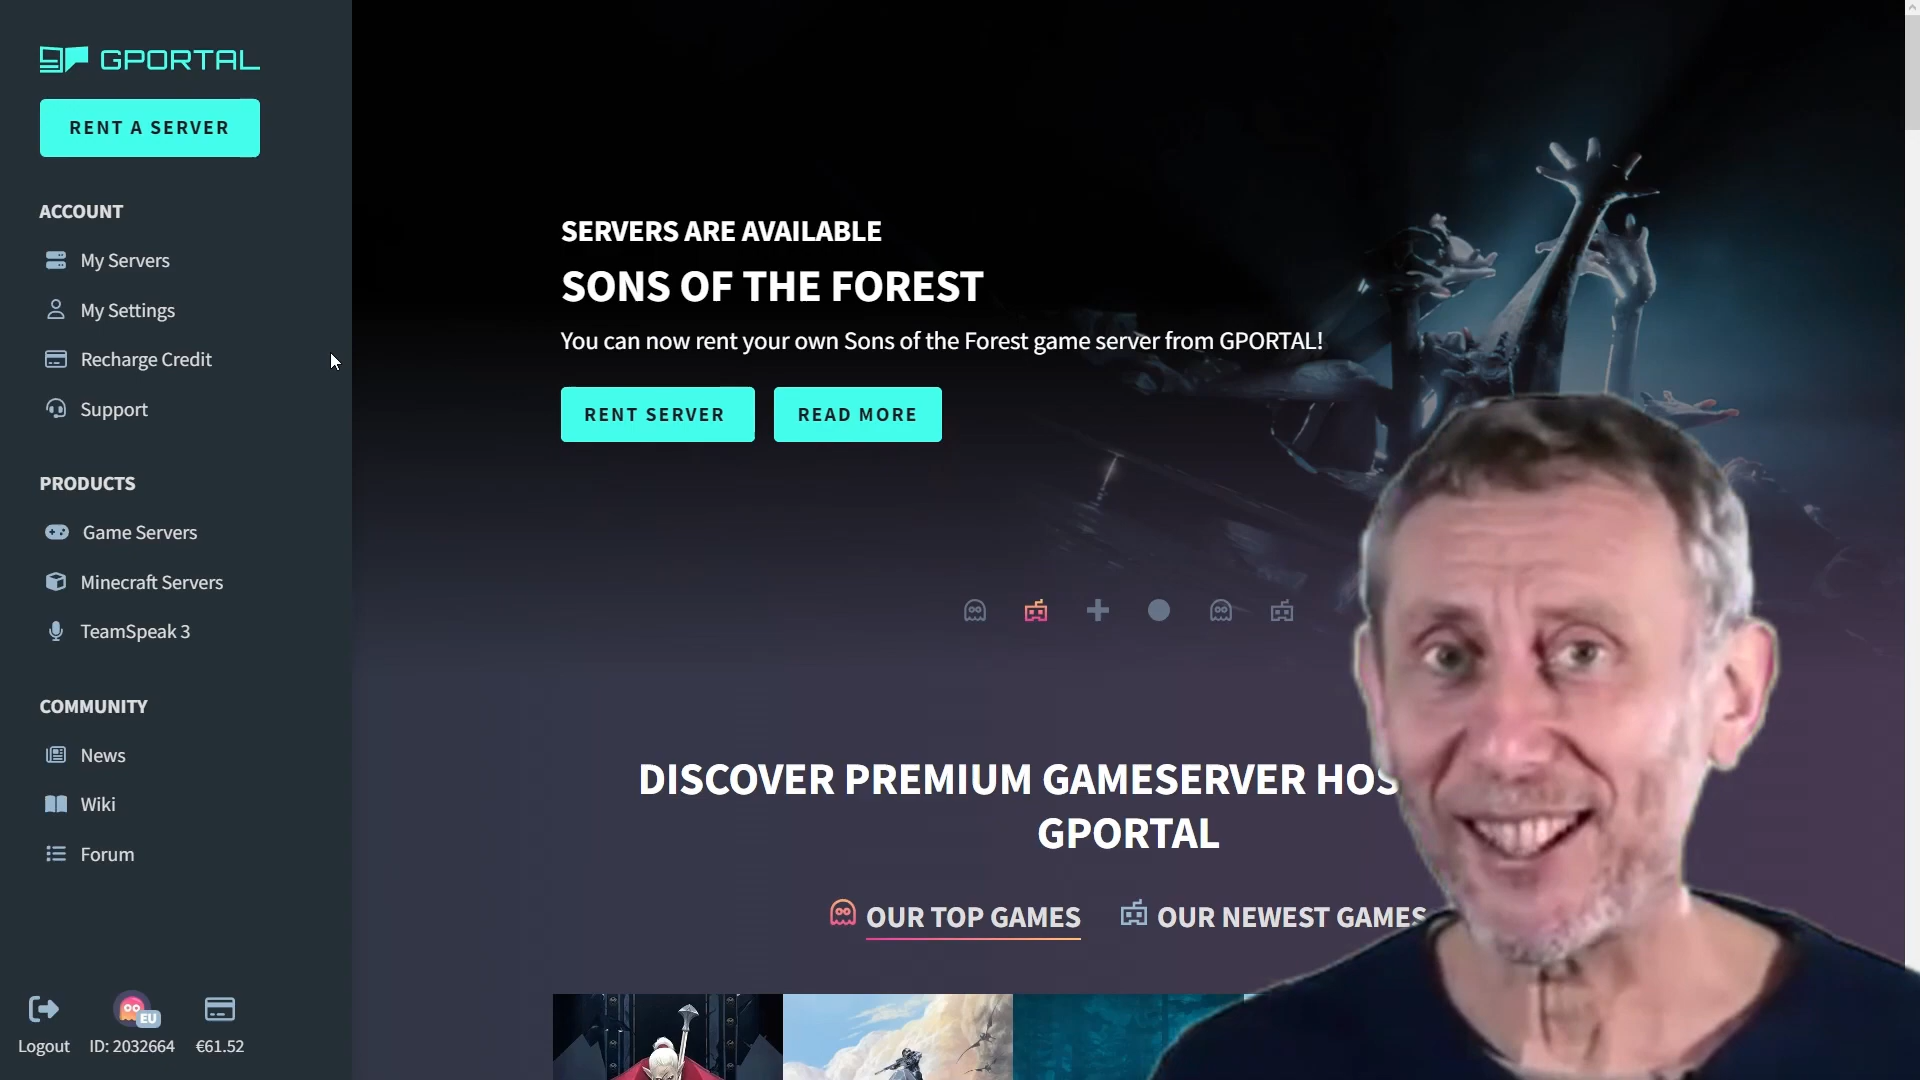 GPORTAL
RENT A SERVER
ACCOUNT
My Servers
My Settings
Recharge Credit
Support
PRODUCTS
Game Servers
Minecraft Servers
TeamSpeak 3
COMMUNITY
News
Wiki
Forum
EU
Logout
ID: 2032664
€61.52
SERVERS ARE AVAILABLE
SONS OF THE FOREST
You can now rent your own Sons of the Forest game server from GPORTAL!
RENT SERVER
READ MORE
DISCOVER PREMIUM GAMESERVER HOS
GPORTAL
OUR TOP GAMES
OUR NEWEST GAMES